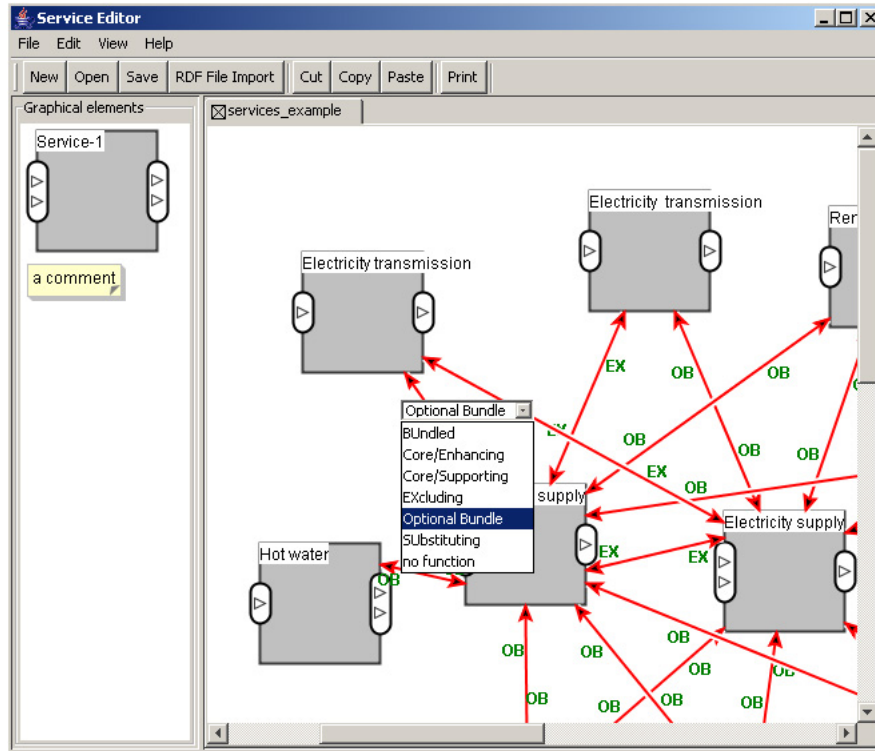 Service Editor
File Edit View Help
New Open Save RDF File Import Cut Copy Paste Print
Graphical elements
services_example
Service-1
a comment
Electricity transmission
Ren
Electricity transmission
EX
OB
OB
Optional Bundle
BUndled
Core/Enhancing
Core/Supporting
EXcluding
Optional Bundle
SUbstituting
no function
EX
OB
OB
EX
OB
supply
Electricity supply
Hot water
EX
EX
OB
OB
OB
OB
OB
OB
OB
OB
OB
OB